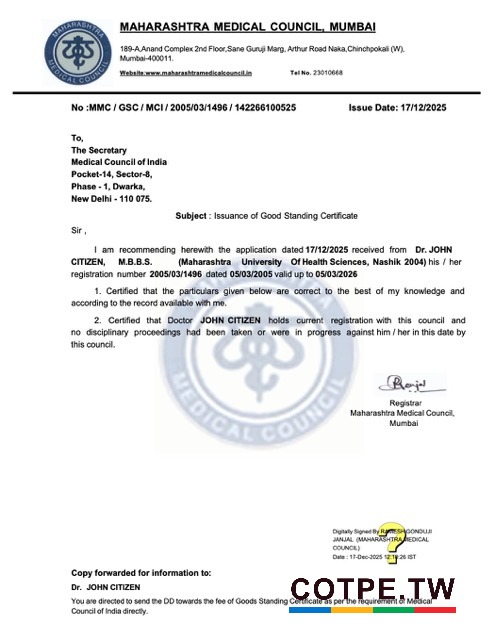 MAHARASHTRA MEDICAL COUNCIL, MUMBAI
189-A,Anand Complex 2nd Floor,Sane Guruji Marg, Arthur Road Naka,Chinchpokali (W),
Mumbai-400011.
Website:www.maharashtramedicalcouncil.in Tel No. 23010668
MAHARASHTRA
MEDICAL COUNCIL
No :MMC / GSC / MCI / 2005/03/1496 / 142266100525 Issue Date: 17/12/2025
To,
The Secretary
Medical Council of India
Pocket-14, Sector-8,
Phase - 1, Dwarka,
New Delhi - 110 075.
Subject : Issuance of Good Standing Certificate
Sir ,
I am recommending herewith the application dated 17/12/2025 received from Dr. JOHN
CITIZEN, M.B.B.S. (Maharashtra University Of Health Sciences, Nashik 2004) his / her
registration number 2005/03/1496 dated 05/03/2005 valid up to 05/03/2026
1. Certified that the particulars given below are correct to the best of my knowledge and
according to the record available with me.
2. Certified that Doctor JOHN CITIZEN holds current registration with this council and
no disciplinary proceedings had been taken or were in progress against him / her in this date by
this council.
MEDICAL COUNCIL
Registrar
Maharashtra Medical Council,
Mumbai
?
Digitally Signed By RAMESH GONDUJI
JANJAL (MAHARASHTRA MEDICAL
COUNCIL)
Date : 17-Dec-2025 12:26 IST
Copy forwarded for information to:
Dr. JOHN CITIZEN
You are directed to send the DD towards the fee of Goods Standing Certificate as per the requirement of Medical
Council of India directly.
COTPE.TW